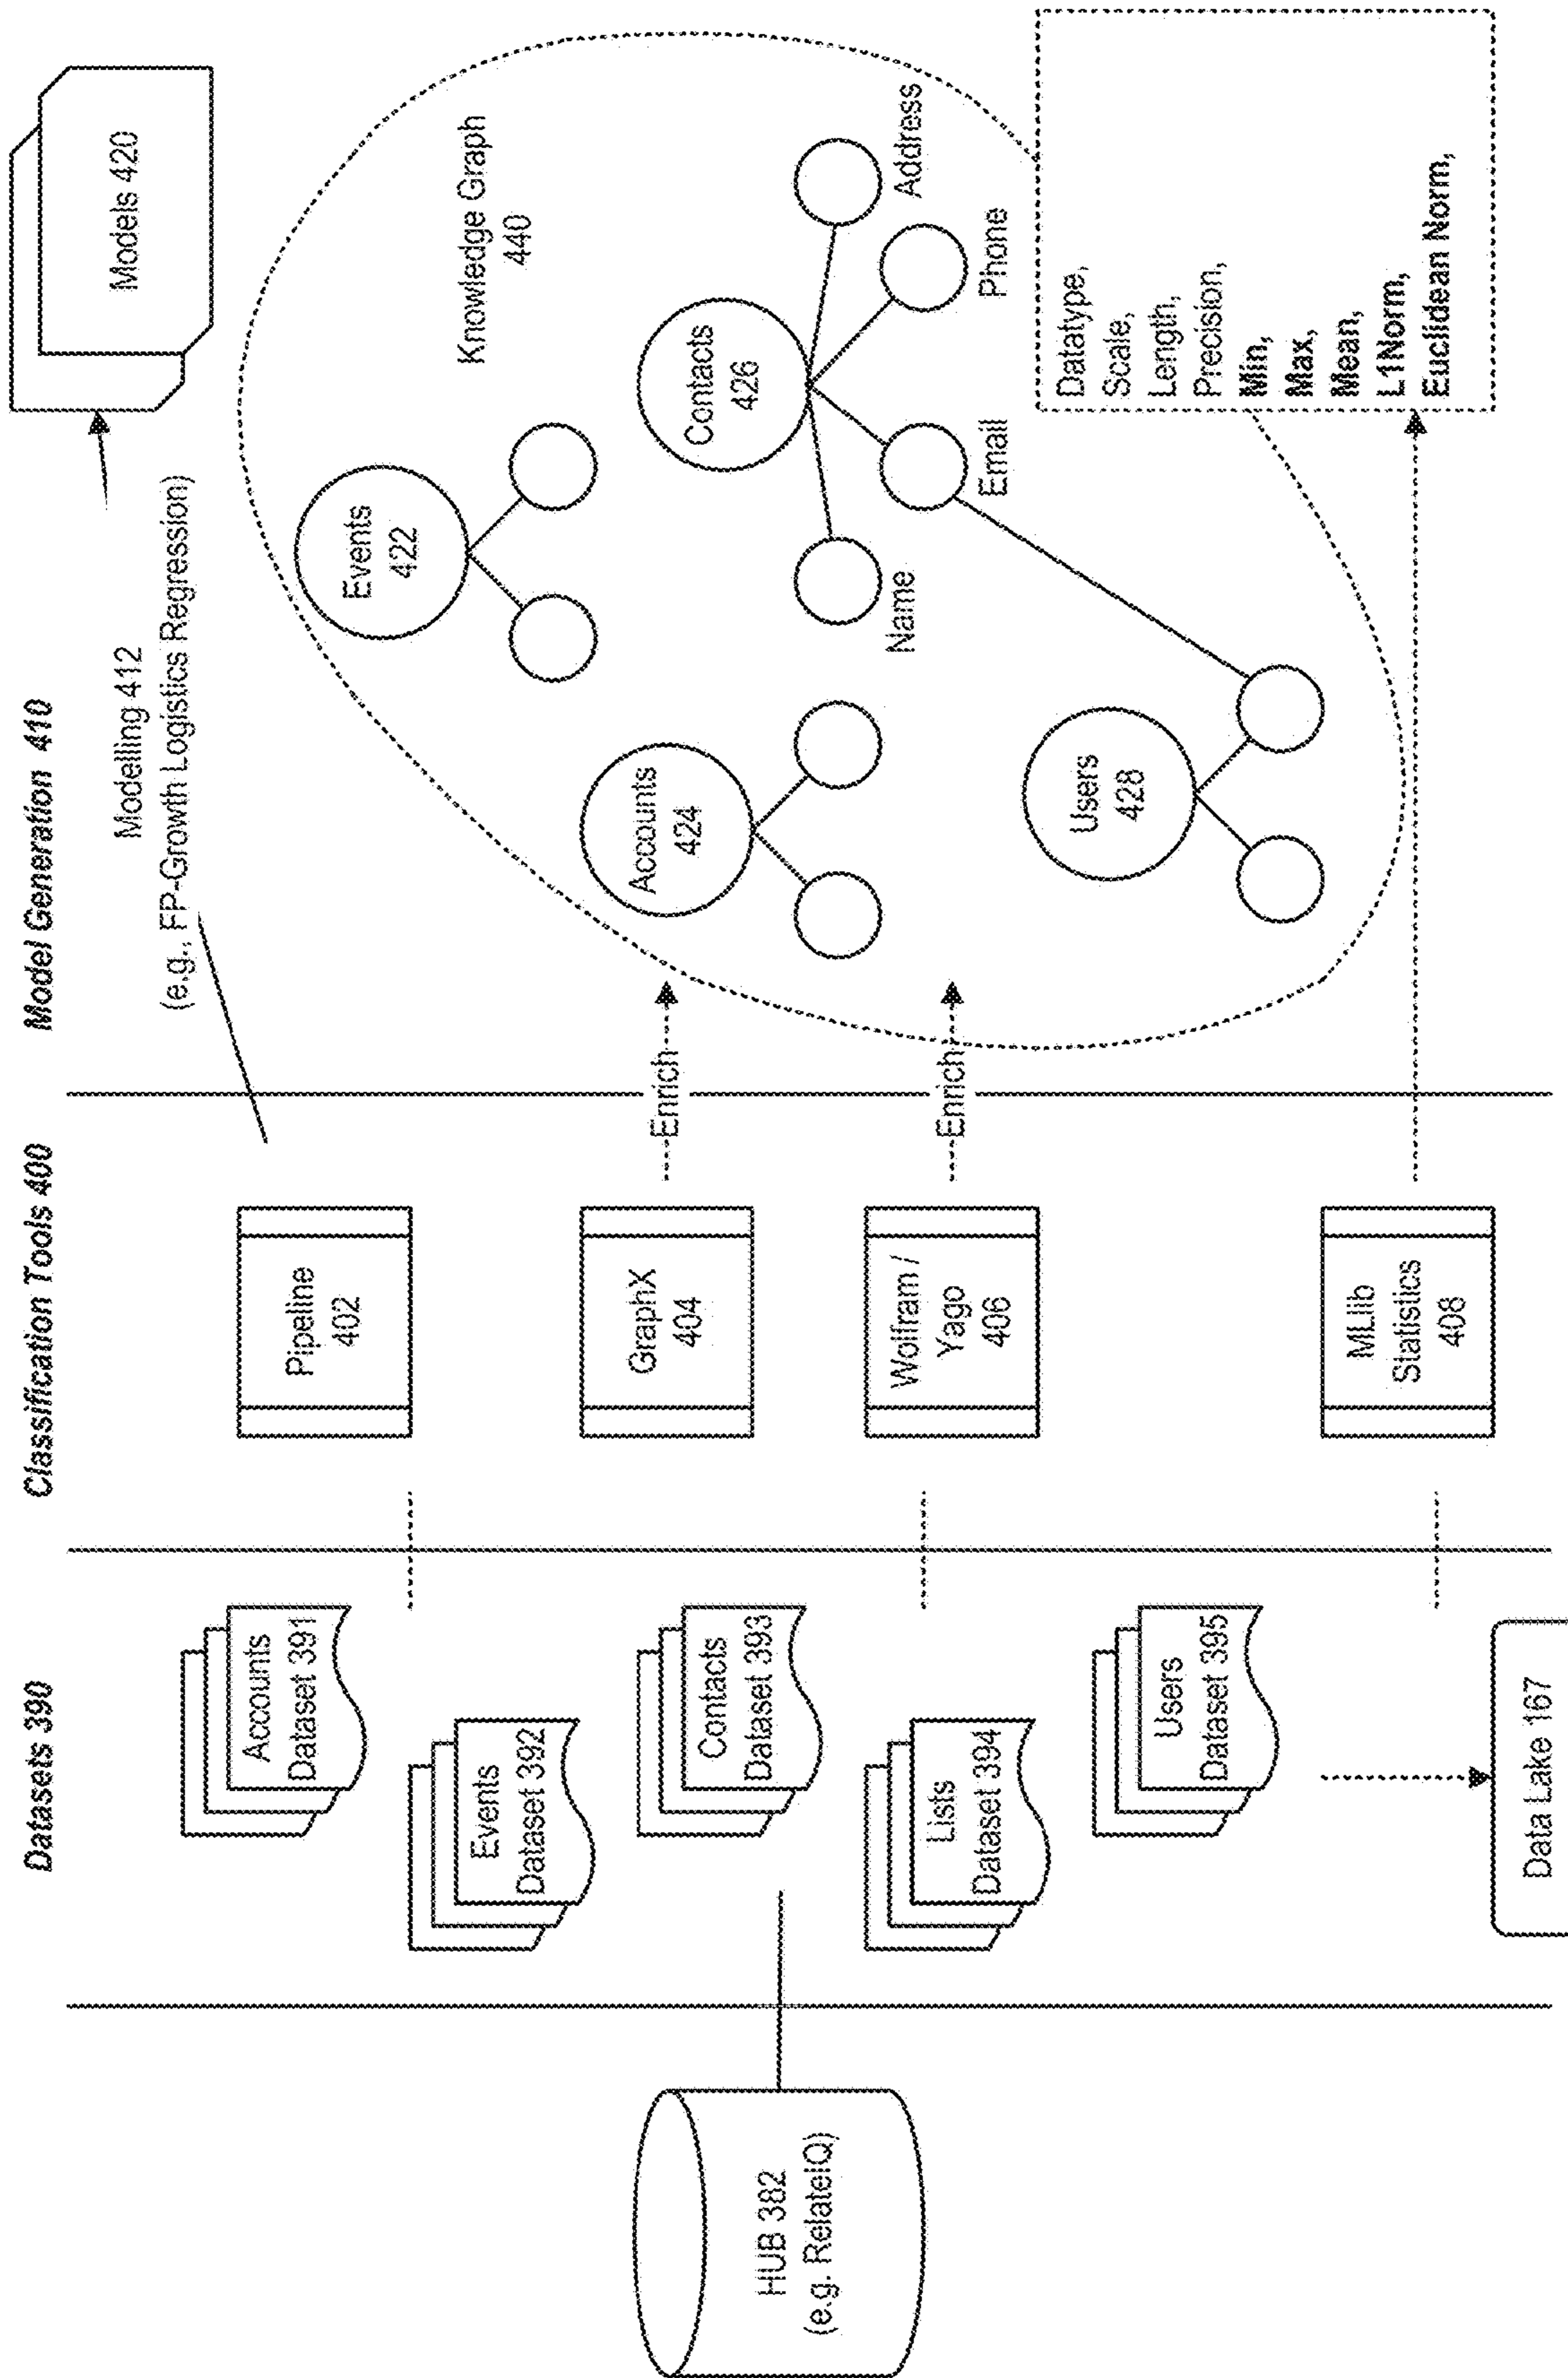 Datasets 390
Classification Tools 400
Model Generation 410
HUB 382
(e.g. RelateIQ)
Accounts
Dataset 391
Events
Dataset 392
Contacts
Dataset 393
Lists
Dataset 394
Users
Dataset 395
Data Lake 167
Pipeline
402
GraphX
404
Wolfram /
Yago
406
MLlib
Statistics
408
Modelling 412
(e.g., FP-Growth Logistics Regression)
Models 420
Enrich
Enrich
Knowledge Graph
440
Events
422
Accounts
424
Contacts
426
Name
Email
Phone
Address
Users
428
Datatype,
Scale,
Length,
Precision,
Min,
Max,
Mean,
L1Norm,
Euclidean Norm,